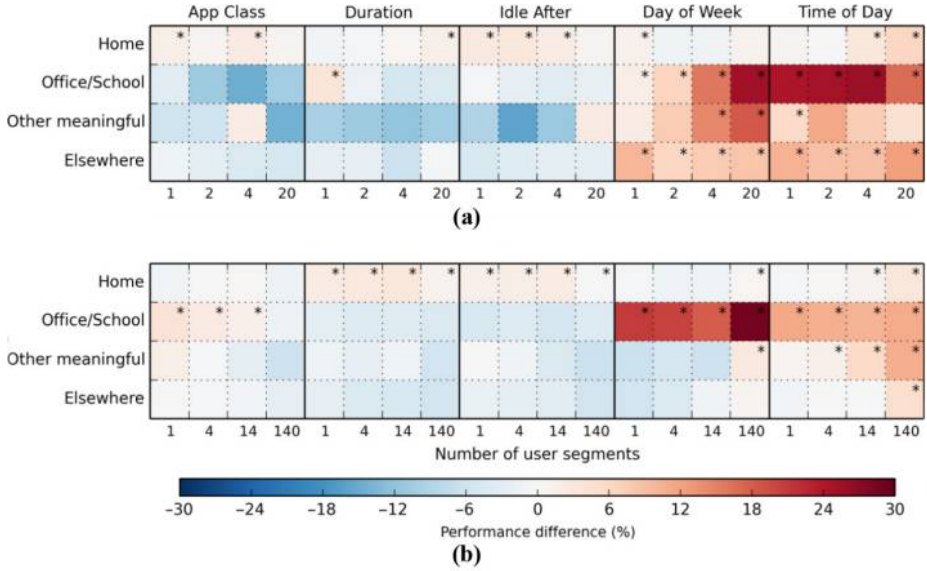 App Class Duration Idle After Day of Week Time of Day
Home * * * * * * * * *
Office/School * * * * * * * * *
Other meaningful * * *
Elsewhere * * * * * * * *
1 2 4 20 1 2 4 20 1 2 4 20 1 2 4 20 1 2 4 20
(a)
Home * * * * * * * * * * *
Office/School * * * * * * * * * * *
Other meaningful * * * *
Elsewhere *
1 4 14 140 1 4 14 140 1 4 14 140 1 4 14 140 1 4 14 140
Number of user segments
−30 −24 −18 −12 −6 0 6 12 18 24 30
Performance difference (%)
(b)